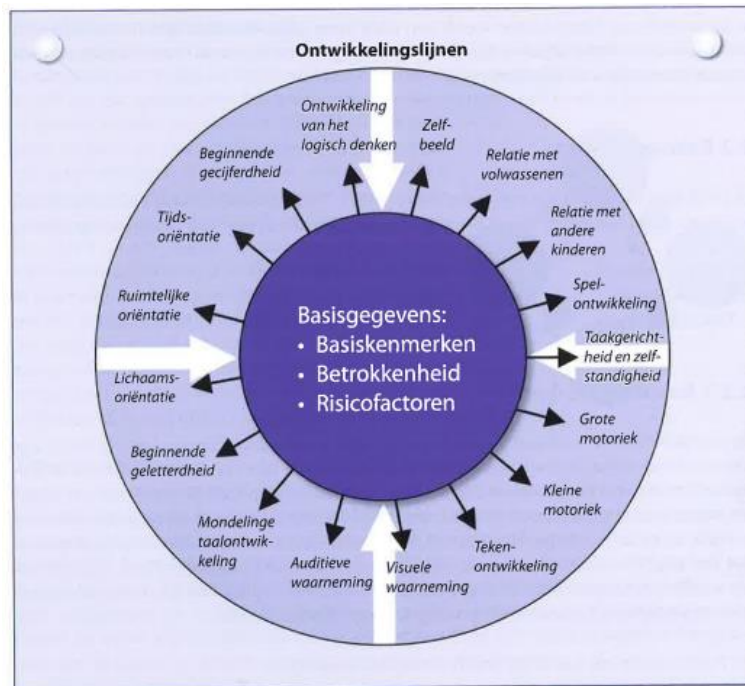 Ontwikkelingslijnen
Ontwikkeling
van het
logisch denken
Zelf-
beeld
Relatie met
volwassenen
Relatie met
andere
kinderen
Spel-
ontwikkeling
Taakgericht-
heid en zelf-
standigheid
Grote
motoriek
Kleine
motoriek
Teken-
ontwikkeling
Visuele
waarneming
Auditieve
waarneming
Mondelinge
taalontwik-
keling
Beginnende
geletterdheid
Lichaams-
oriëntatie
Ruimtelijke
oriëntatie
Tijds-
oriëntatie
Beginnende
gecijferdheid
Basisgegevens:
• Basiskenmerken
• Betrokkenheid
• Risicofactoren